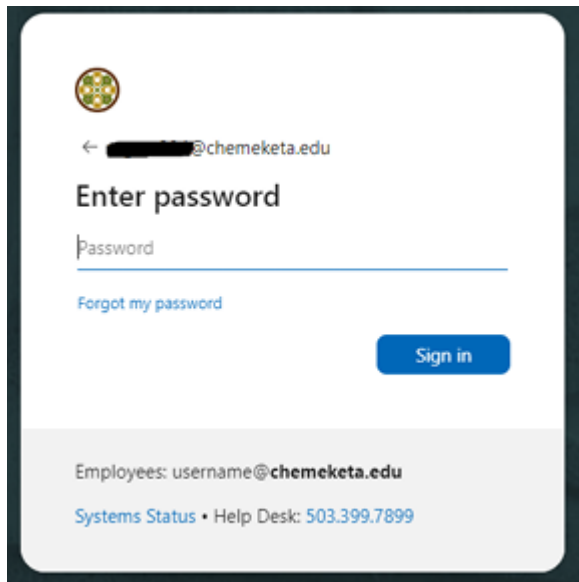 ← @chemeketa.edu
Enter password
Password
Forgot my password
Sign in
Employees: username@chemeketa.edu
Systems Status • Help Desk: 503.399.7899